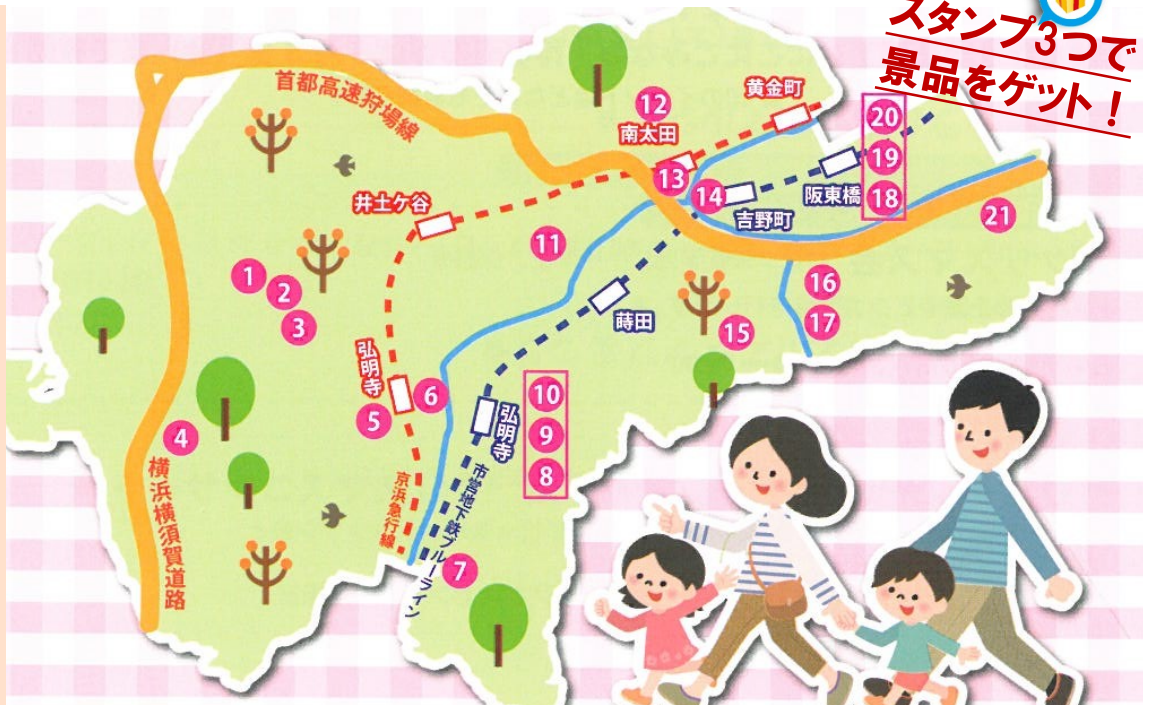 スタンプ3つで
景品をゲット！
首都高速狩場線
黄金町
12
南太田
20
19
18
13
14
阪東橋
吉野町
21
井土ケ谷
11
1
2
3
16
17
蒔田
15
弘明寺
6
5
10
9
8
弘明寺
4
横浜横須賀道路
京浜急行線
市営地下鉄ブルーライン
7